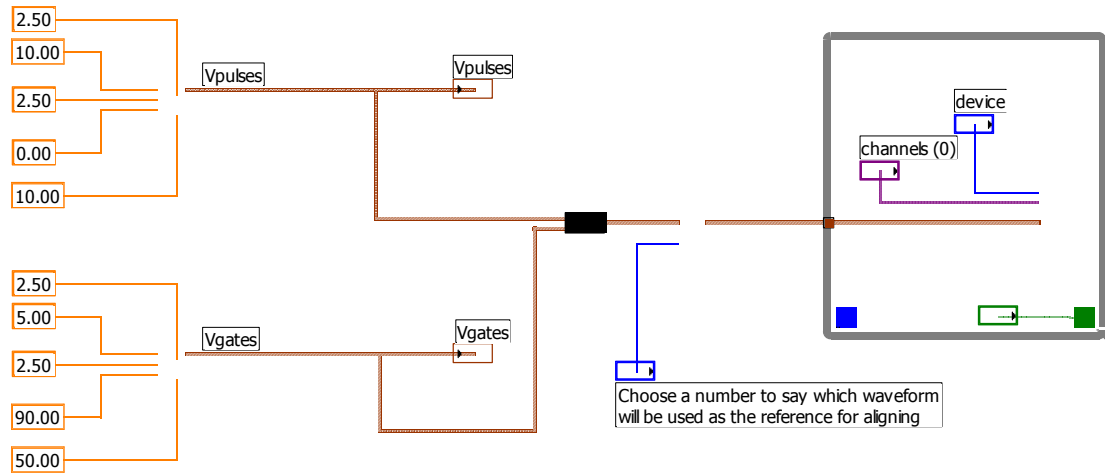 2.50
10.00
2.50
0.00
10.00
Vpulses
Vpulses
device
channels (0)
2.50
5.00
2.50
90.00
50.00
Vgates
Vgates
Choose a number to say which waveform
will be used as the reference for aligning